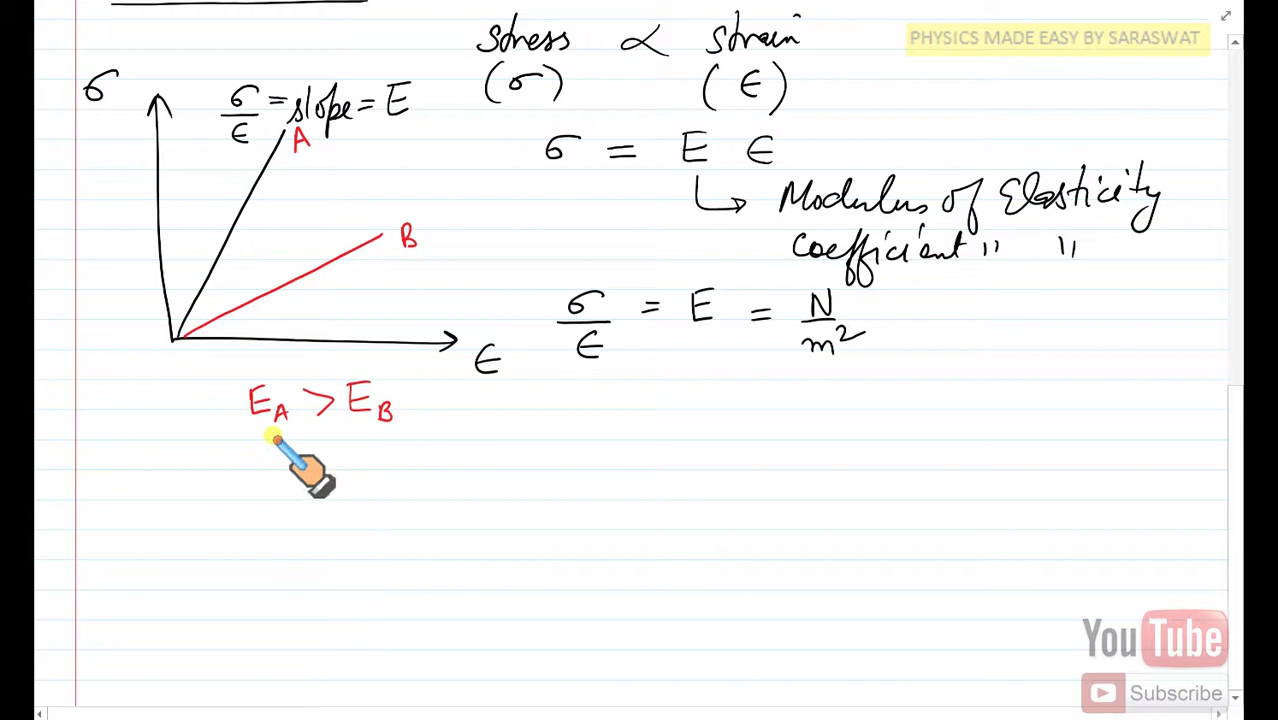 stress ∝ strain
PHYSICS MADE EASY BY SARASWAT
(σ) (ε)
σ
σ/ε = slope = E
A
σ = E ε
Modulus of Elasticity
coefficient " "
B
σ/ε = E = N/m²
ε
E_A > E_B
YouTube
Subscribe